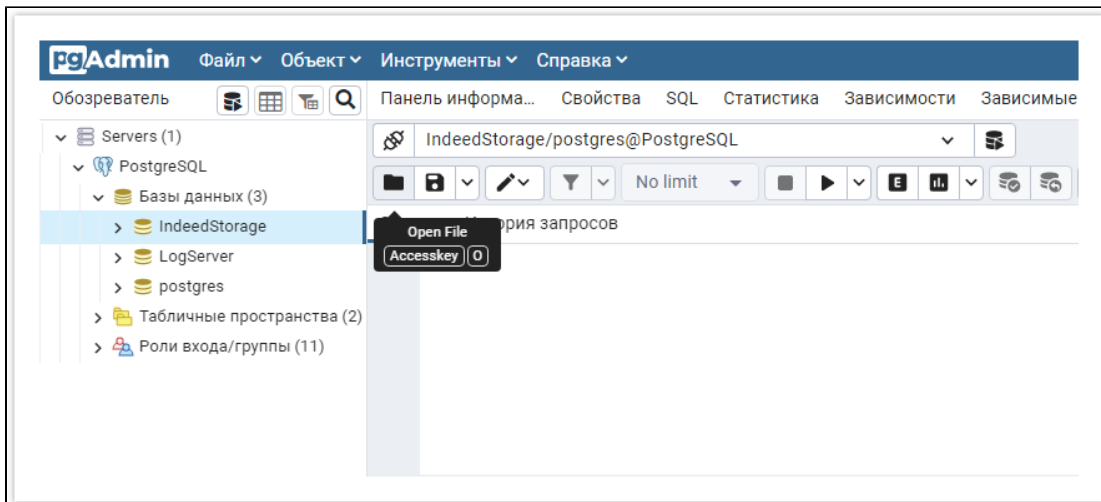 pgAdmin Файл Объект Инструменты Справка
Обозреватель
Панель информа... Свойства SQL Статистика Зависимости Зависимые
Servers (1)
PostgreSQL
Базы данных (3)
IndeedStorage
LogServer
postgres
Табличные пространства (2)
Роли входа/группы (11)
IndeedStorage/postgres@PostgreSQL
No limit
E
запросов
Open File
Accesskey O